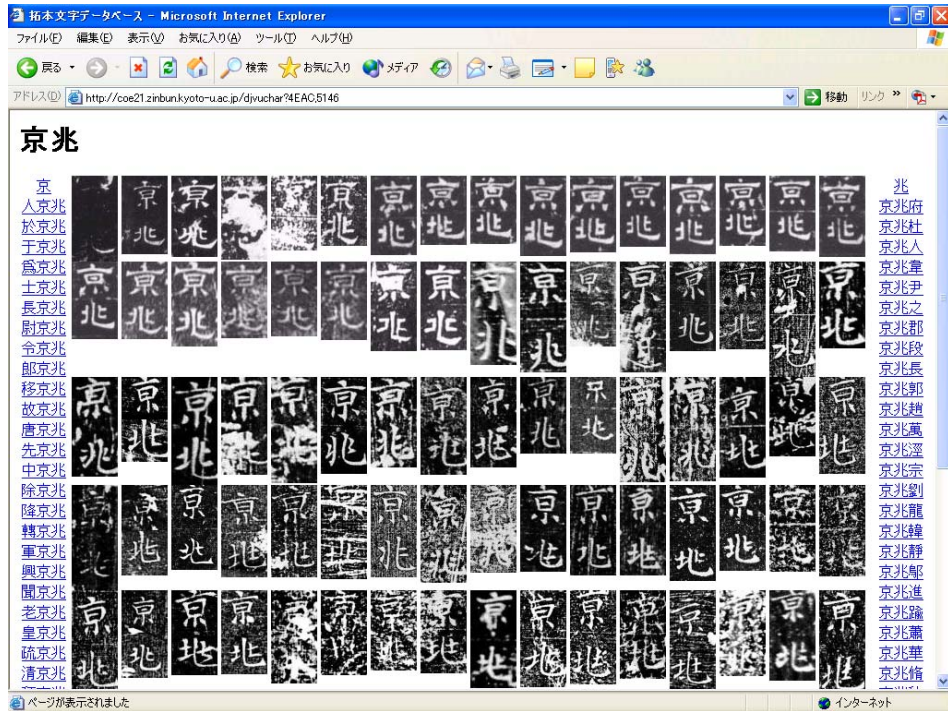 拓本文字データベース - Microsoft Internet Explorer
ファイル(F) 編集(E) 表示(V) お気に入り(A) ツール(T) ヘルプ(H)
戻る 検索 お気に入り メディア
アドレス(D) http://coe21.zinbun.kyoto-u.ac.jp/djvuchar?4EAC,5146 移動 リンク »
京兆
京 兆
人京兆 京兆府
於京兆 京兆杜
于京兆 京兆人
爲京兆 京兆韋
士京兆 京兆尹
長京兆 京兆之
尉京兆 京兆郡
令京兆 京兆段
郎京兆 京兆長
移京兆 京兆郭
故京兆 京兆趙
唐京兆 京兆萬
先京兆 京兆涇
中京兆 京兆宗
除京兆 京兆劉
降京兆 京兆龍
轉京兆 京兆韓
軍京兆 京兆靜
興京兆 京兆郇
聞京兆 京兆進
老京兆 京兆踰
皇京兆 京兆蕭
硫京兆 京兆華
清京兆 京兆脩
ページが表示されました インターネット